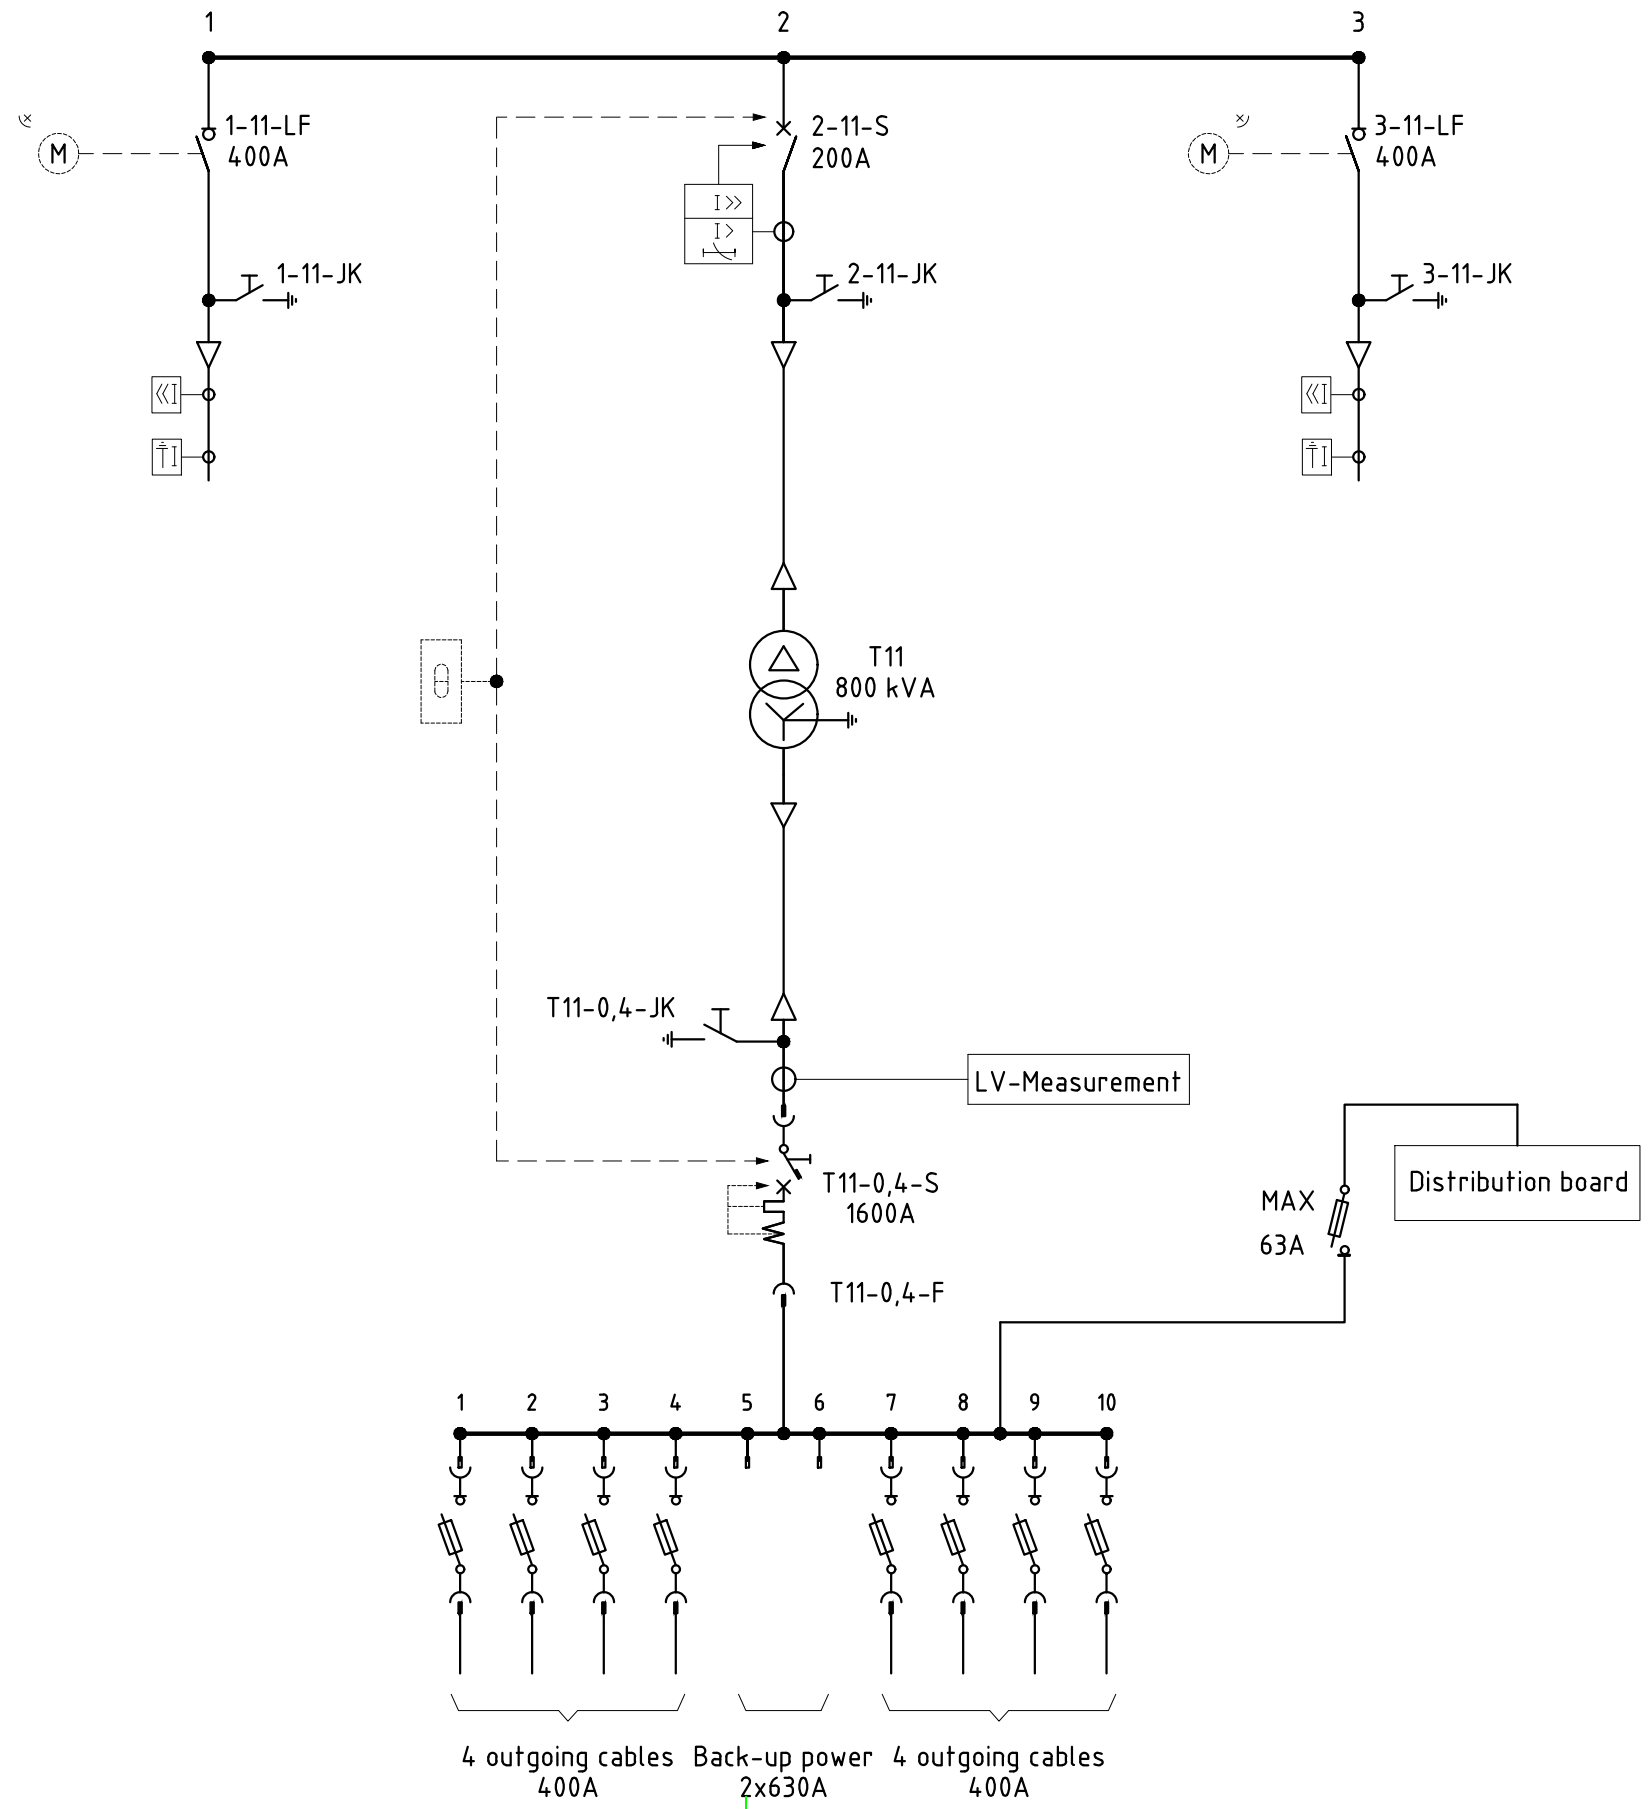 1
2
3
1-11-LF
400A
M
2-11-S
200A
3-11-LF
400A
M
I>>
I>
1-11-JK
2-11-JK
3-11-JK
T11
800 kVA
T11-0,4-JK
LV-Measurement
T11-0,4-S
1600A
Distribution board
MAX
63A
T11-0,4-F
1 2 3 4 5 6 7 8 9 10
4 outgoing cables
400A
Back-up power
2x630A
4 outgoing cables
400A